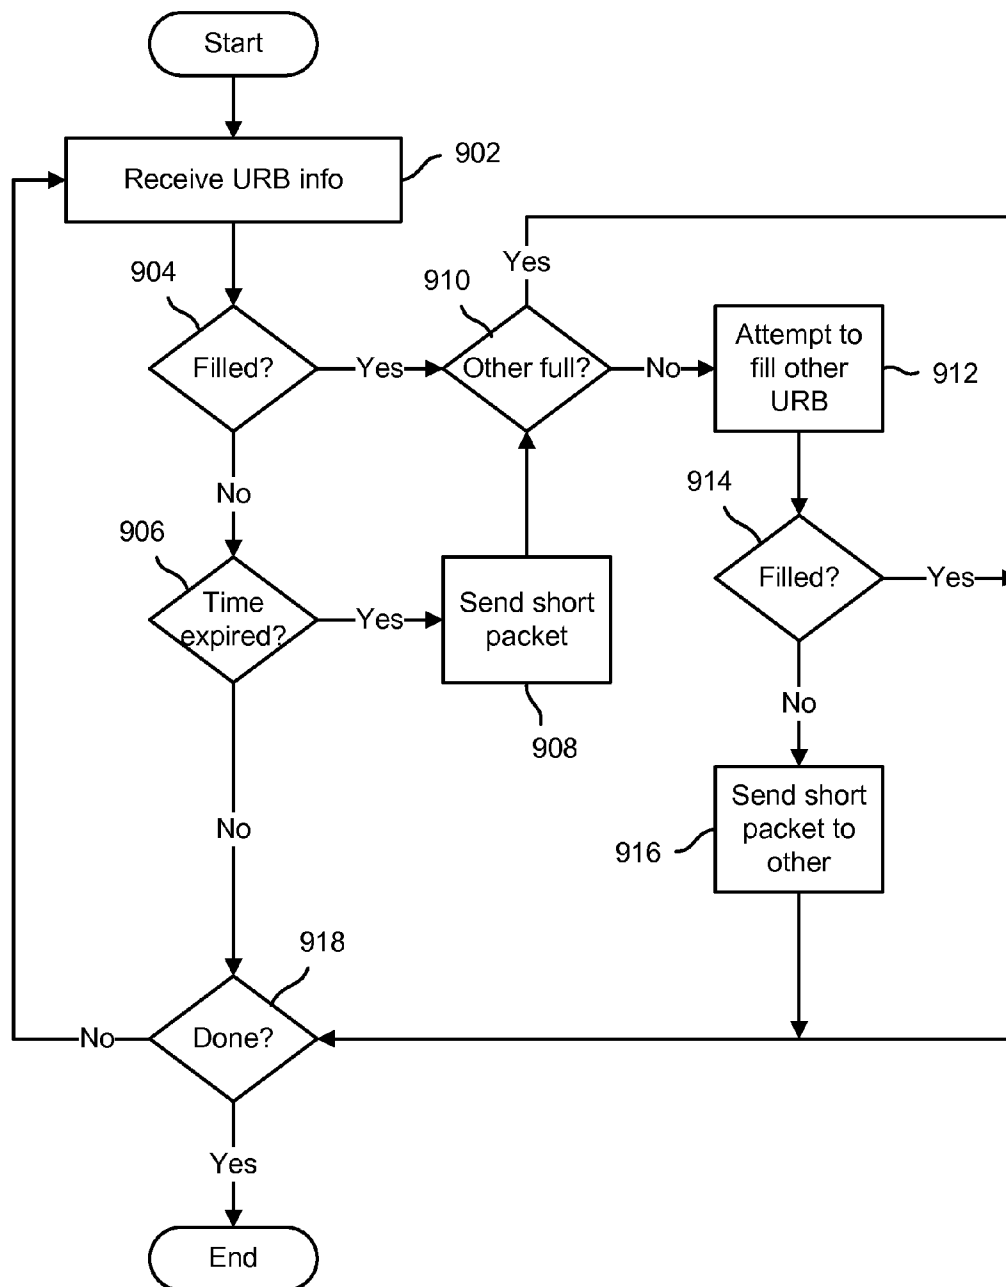 Start
Receive URB info
902
904
Filled?
Yes
910
Other full?
Yes
No
Attempt to
fill other
URB
912
No
906
Time
expired?
Yes
Send short
packet
908
914
Filled?
Yes
No
Send short
packet to
other
916
No
918
Done?
No
Yes
End